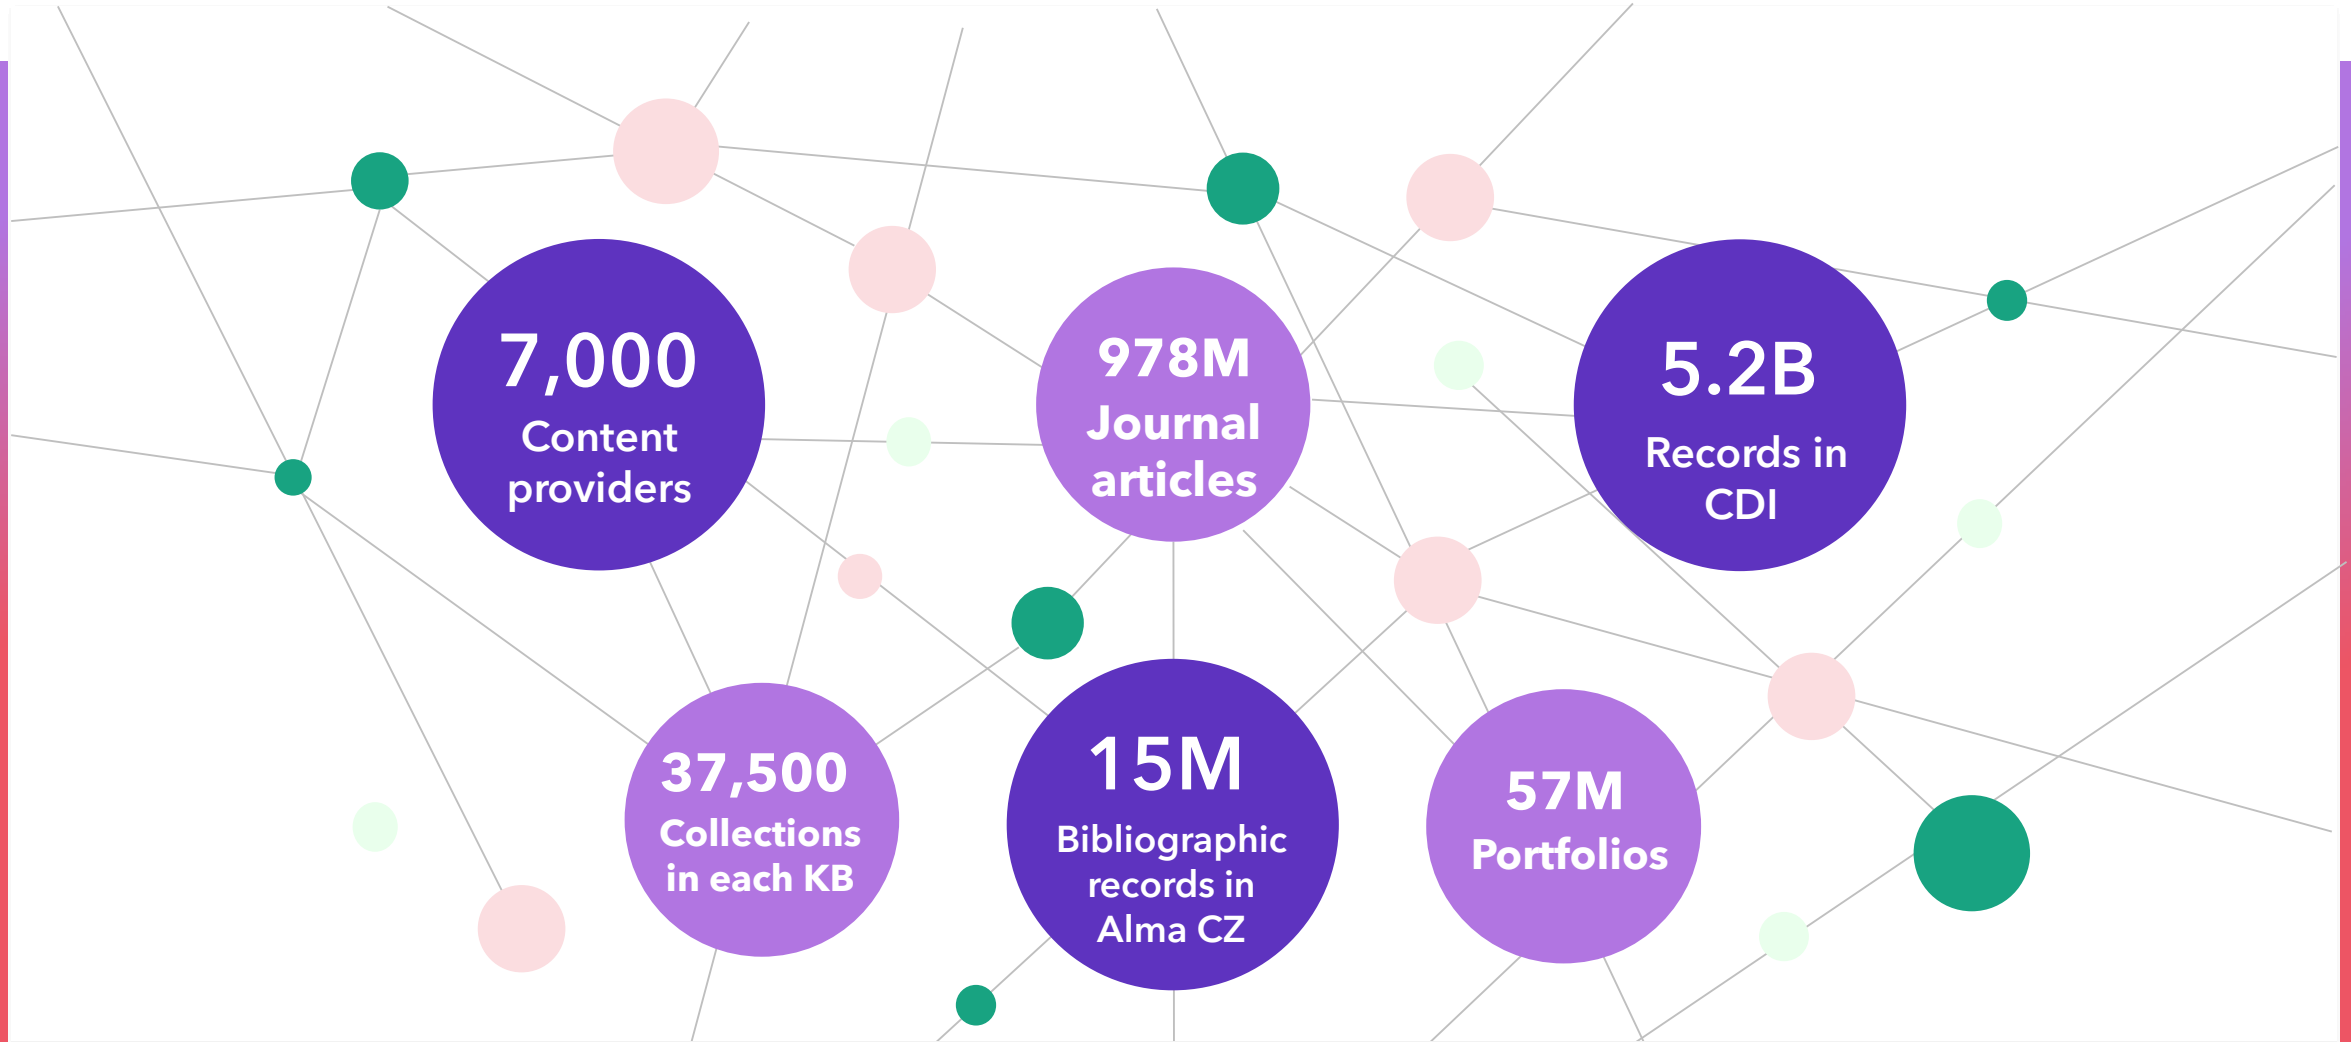 7,000
Content
providers
978M
Journal
articles
5.2B
Records in
CDI
37,500
Collections
in each KB
15M
Bibliographic
records in
Alma CZ
57M
Portfolios